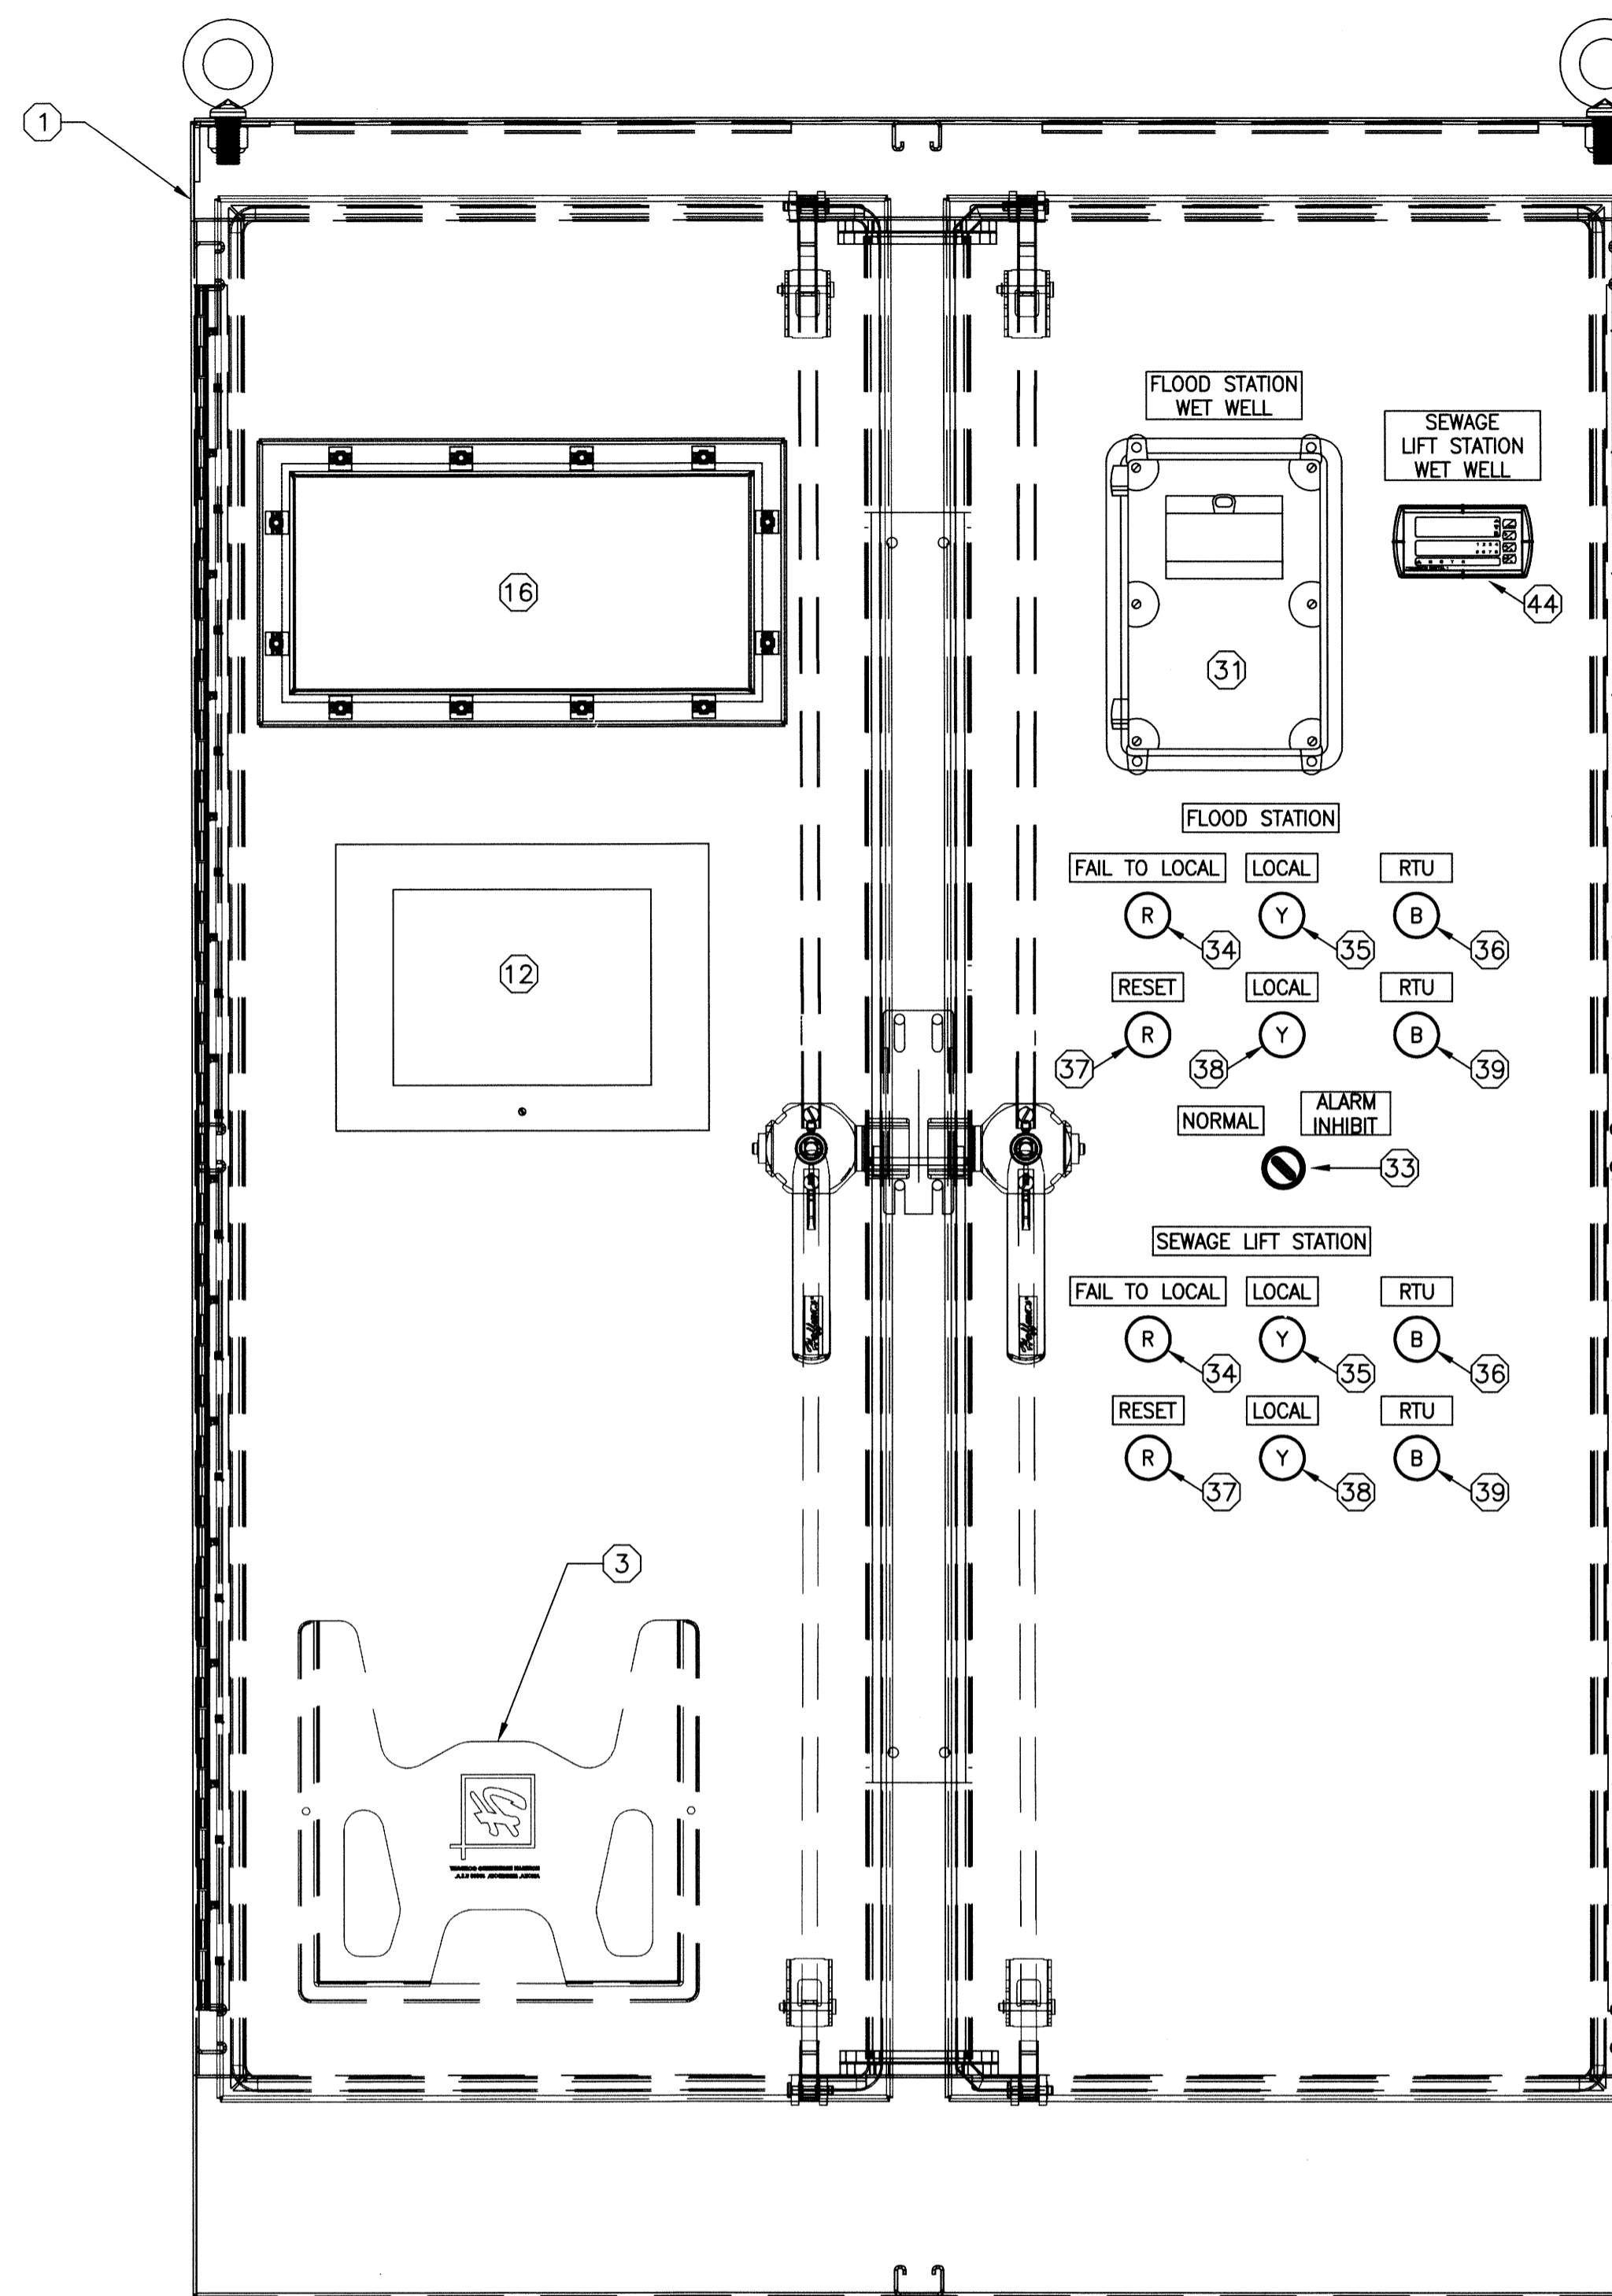 1
FLOOD STATION
WET WELL
SEWAGE
LIFT STATION
WET WELL
16
44
31
FLOOD STATION
FAIL TO LOCAL LOCAL RTU
R Y B
34 35 36
12
RESET LOCAL RTU
R Y B
37 38 39
NORMAL
ALARM
INHIBIT
33
SEWAGE LIFT STATION
FAIL TO LOCAL LOCAL RTU
R Y B
34 35 36
RESET LOCAL RTU
R Y B
37 38 39
3